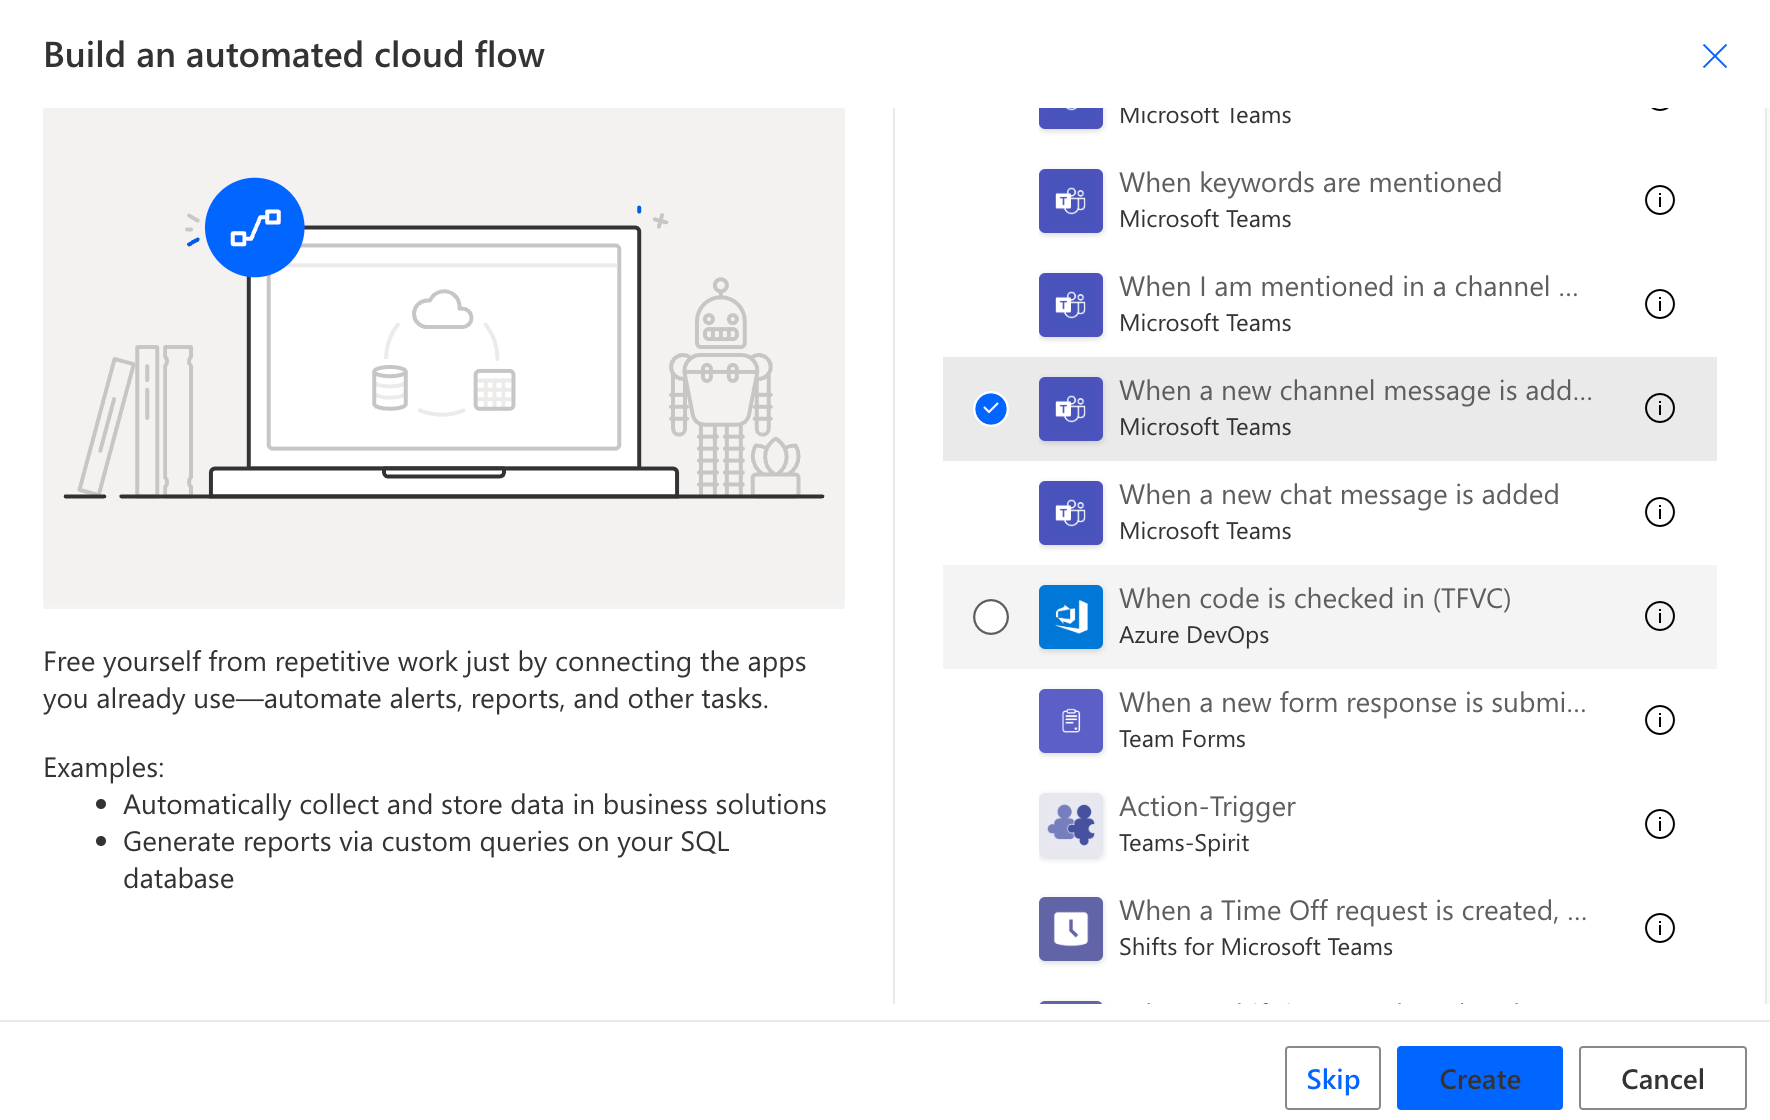 Build an automated cloud flow
Free yourself from repetitive work just by connecting the apps
you already use—automate alerts, reports, and other tasks.
Examples:
Automatically collect and store data in business solutions
Generate reports via custom queries on your SQL
database
Microsoft Teams
When keywords are mentioned
Microsoft Teams
When I am mentioned in a channel ...
Microsoft Teams
When a new channel message is add...
Microsoft Teams
When a new chat message is added
Microsoft Teams
When code is checked in (TFVC)
Azure DevOps
When a new form response is submi...
Team Forms
Action-Trigger
Teams-Spirit
When a Time Off request is created, ...
Shifts for Microsoft Teams
Skip
Create
Cancel